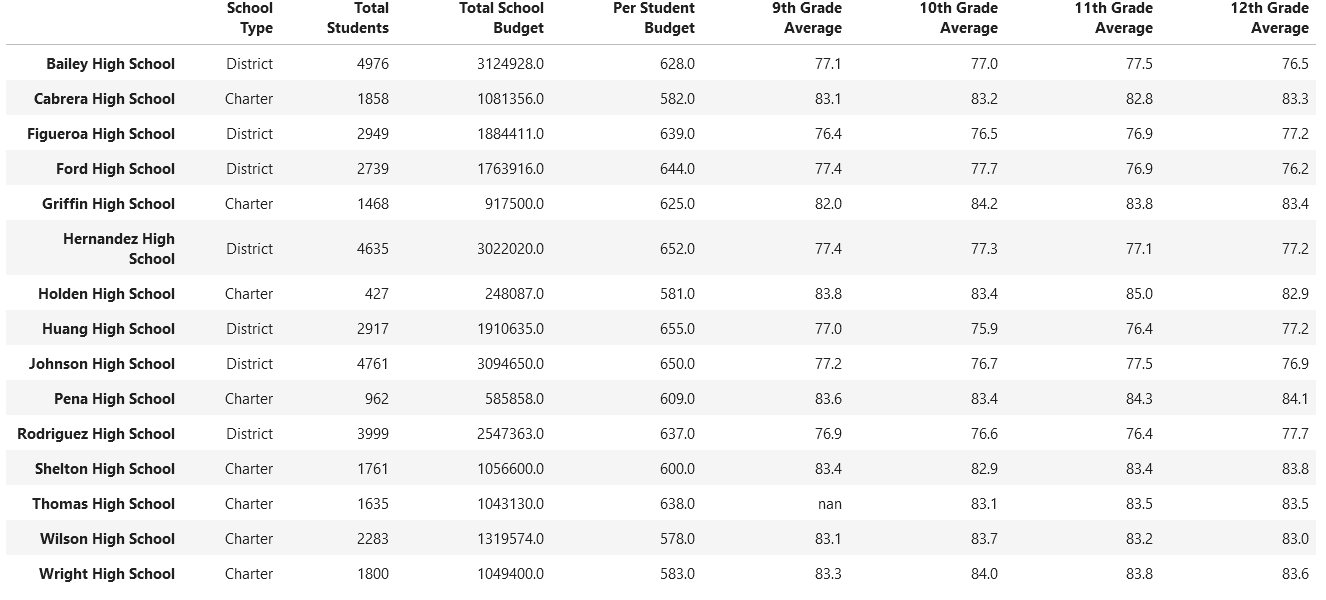 School Total Total School Per Student 9th Grade 10th Grade 11th Grade 12th Grade
Type Students Budget Budget Average Average Average Average
Bailey High School District 4976 3124928.0 628.0 77.1 77.0 77.5 76.5
Cabrera High School Charter 1858 1081356.0 582.0 83.1 83.2 82.8 83.3
Figueroa High School District 2949 1884411.0 639.0 76.4 76.5 76.9 77.2
Ford High School District 2739 1763916.0 644.0 77.4 77.7 76.9 76.2
Griffin High School Charter 1468 917500.0 625.0 82.0 84.2 83.8 83.4
Hernandez High
School District 4635 3022020.0 652.0 77.4 77.3 77.1 77.2
Holden High School Charter 427 248087.0 581.0 83.8 83.4 85.0 82.9
Huang High School District 2917 1910635.0 655.0 77.0 75.9 76.4 77.2
Johnson High School District 4761 3094650.0 650.0 77.2 76.7 77.5 76.9
Pena High School Charter 962 585858.0 609.0 83.6 83.4 84.3 84.1
Rodriguez High School District 3999 2547363.0 637.0 76.9 76.6 76.4 77.7
Shelton High School Charter 1761 1056600.0 600.0 83.4 82.9 83.4 83.8
Thomas High School Charter 1635 1043130.0 638.0 nan 83.1 83.5 83.5
Wilson High School Charter 2283 1319574.0 578.0 83.1 83.7 83.2 83.0
Wright High School Charter 1800 1049400.0 583.0 83.3 84.0 83.8 83.6